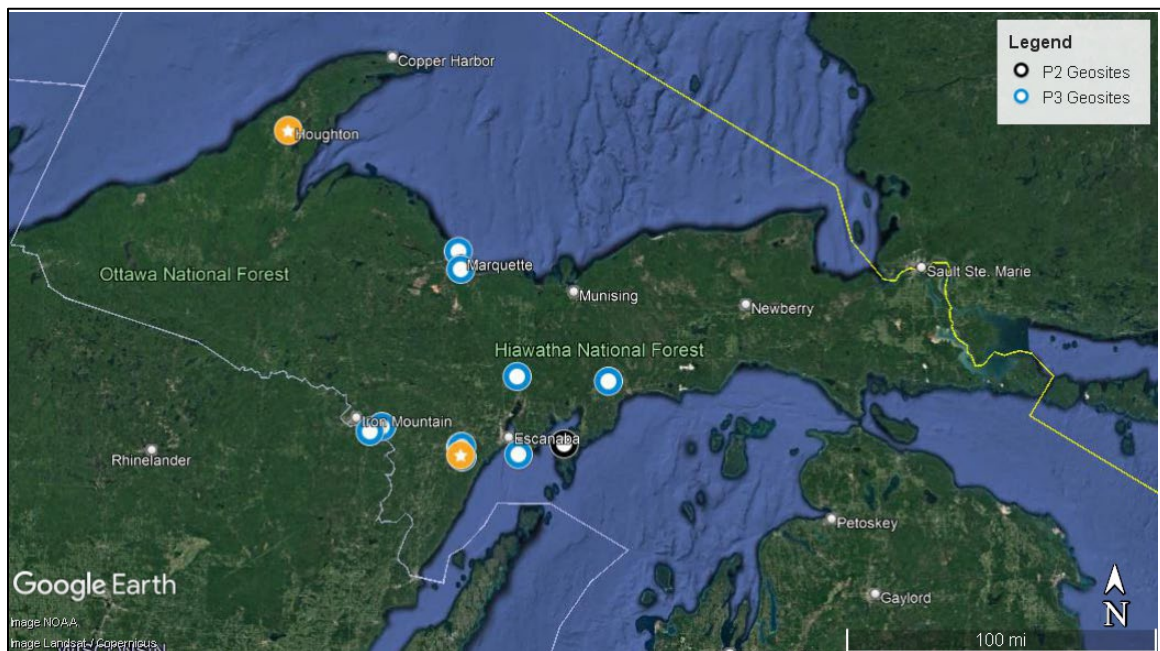 Legend
P2 Geosites
P3 Geosites
Copper Harbor
Houghton
Marquette
Ottawa National Forest
Sault Ste. Marie
Munising
Newberry
Hiawatha National Forest
Iron Mountain
Escanaba
Rhinelander
Petoskey
Google Earth
Gaylord
N
Image NOAA
Image Landsat / Copernicus
100 mi